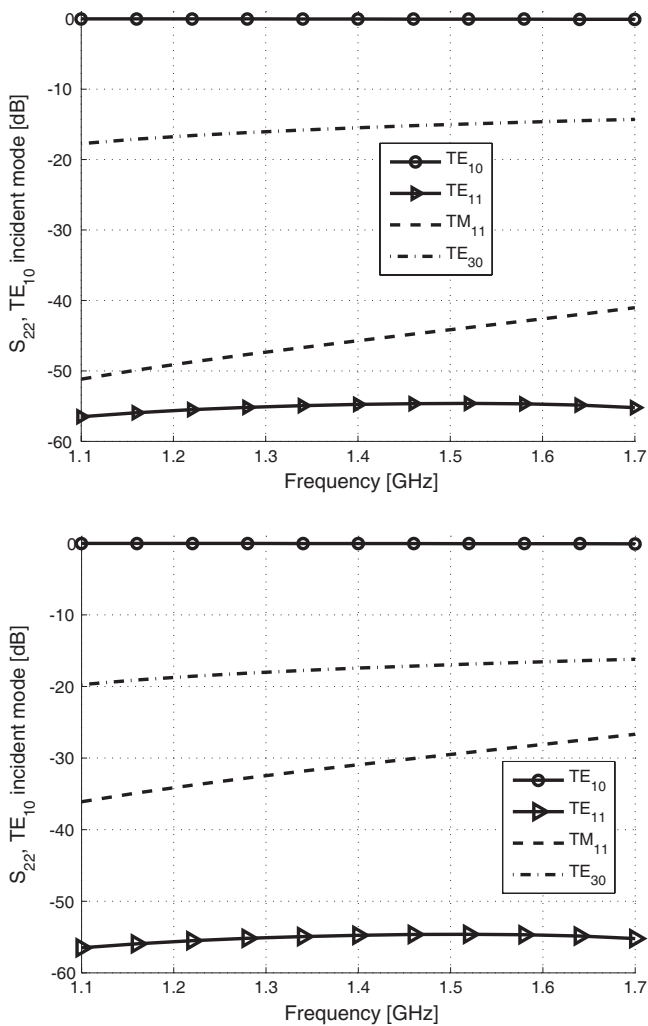 0
-10
-20
-30
-40
-50
-60
S22, TE10 incident mode [dB]
TE10
TE11
TM11
TE30
1.1 1.2 1.3 1.4 1.5 1.6 1.7
Frequency [GHz]
0
-10
-20
-30
-40
-50
-60
S22, TE10 incident mode [dB]
TE10
TE11
TM11
TE30
1.1 1.2 1.3 1.4 1.5 1.6 1.7
Frequency [GHz]